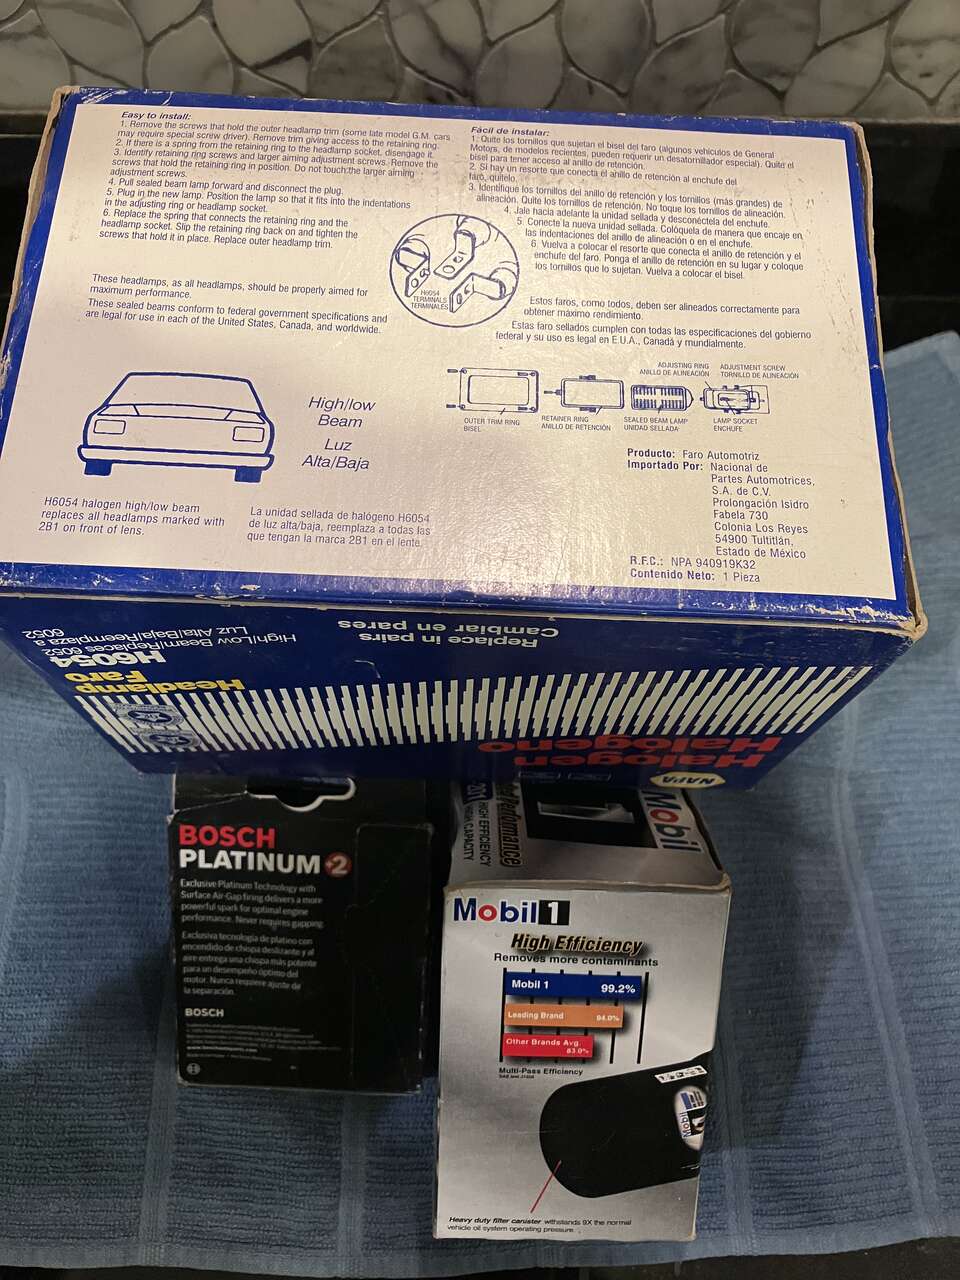 Easy to install:
1. Remove the screws that hold the outer headlamp trim (some late model G.M. cars
may require special screw driver). Remove trim giving access to the retaining ring.
2. If there is a spring from the retaining ring to the headlamp socket, disengage it.
3. Identify retaining ring screws and larger aiming adjustment screws. Remove the
screws that hold the retaining ring in position. Do not touch the larger aiming
adjustment screws.
4. Pull sealed beam lamp forward and disconnect the plug.
5. Plug in the new lamp. Position the lamp so that it fits into the indentations
in the adjusting ring or headlamp socket.
6. Replace the spring that connects the retaining ring and the
headlamp socket. Slip the retaining ring back on and tighten the
screws that hold it in place. Replace outer headlamp trim.
These headlamps, as all headlamps, should be properly aimed for
maximum performance.
These sealed beams conform to federal government specifications and
are legal for use in each of the United States, Canada, and worldwide.
Fácil de instalar:
1. Quite los tornillos que sujetan el bisel del faro (algunos vehículos de General
Motors, de modelos recientes, pueden requerir un desatornillador especial). Quite el
bisel para tener acceso al anillo de retención.
2. Si hay un resorte que conecta el anillo de retención al enchufe del
faro, quítelo.
3. Identifique los tornillos del anillo de retención y los tornillos (más grandes) de
alineación. Quite los tornillos de retención. No toque los tornillos de alineación.
4. Jale hacia adelante la unidad sellada y desconéctela del enchufe.
5. Conecte la nueva unidad sellada. Colóquela de manera que encaje en
las indentaciones del anillo de alineación o en el enchufe.
6. Vuelva a colocar el resorte que conecta el anillo de retención y el
enchufe del faro. Ponga el anillo de retención en su lugar y coloque
los tornillos que lo sujetan. Vuelva a colocar el bisel.
Estos faros, como todos, deben ser alineados correctamente para
obtener máximo rendimiento.
Estas faro sellados cumplen con todas las especificaciones del gobierno
federal y su uso es legal en E.U.A., Canadá y mundialmente.
H6054
TERMINALS
TERMINALES
High/low
Beam
Luz
Alta/Baja
ADJUSTING RING
ANILLO DE ALINEACIÓN
ADJUSTMENT SCREW
TORNILLO DE ALINEACIÓN
OUTER TRIM RING
BISEL
RETAINER RING
ANILLO DE RETENCIÓN
SEALED BEAM LAMP
UNIDAD SELLADA
LAMP SOCKET
ENCHUFE
H6054 halogen high/low beam
replaces all headlamps marked with
2B1 on front of lens.
La unidad sellada de halógeno H6054
de luz alta/baja, reemplaza a todas las
que tengan la marca 2B1 en el lente.
Producto: Faro Automotriz
Importado Por: Nacional de
Partes Automotrices,
S.A. de C.V.
Prolongación Isidro
Fabela 730
Colonia Los Reyes
54900 Tultitlán,
Estado de México
R.F.C.: NPA 940919K32
Contenido Neto: 1 Pieza
NAPA
Halogen
Halógeno
Headlamp
Faro
H6054
High/Low Beam/Replaces 6052
Luz Alta/Baja/Reemplaza a
6052
Replace in pairs
Cambiar en pares
BOSCH
PLATINUM +2
Exclusive Platinum Technology with
Surface Air-Gap firing delivers a more
powerful spark for optimal engine
performance. Never requires gapping.
Exclusiva tecnología de platino con
encendido de chispa deslizante y al
aire entrega una chispa más potente
para un desempeño óptimo del
motor. Nunca requiere ajuste de
la separación.
BOSCH
Mobil
Performance
HIGH EFFICIENCY
HIGH CAPACITY
Mobil 1
High Efficiency
Removes more contaminants
Mobil 1 99.2%
Leading Brand 94.0%
Other Brands Avg.
83.0%
Multi-Pass Efficiency
Mobil 1
Heavy duty filter canister withstands 9X the normal
vehicle oil system operating pressure.